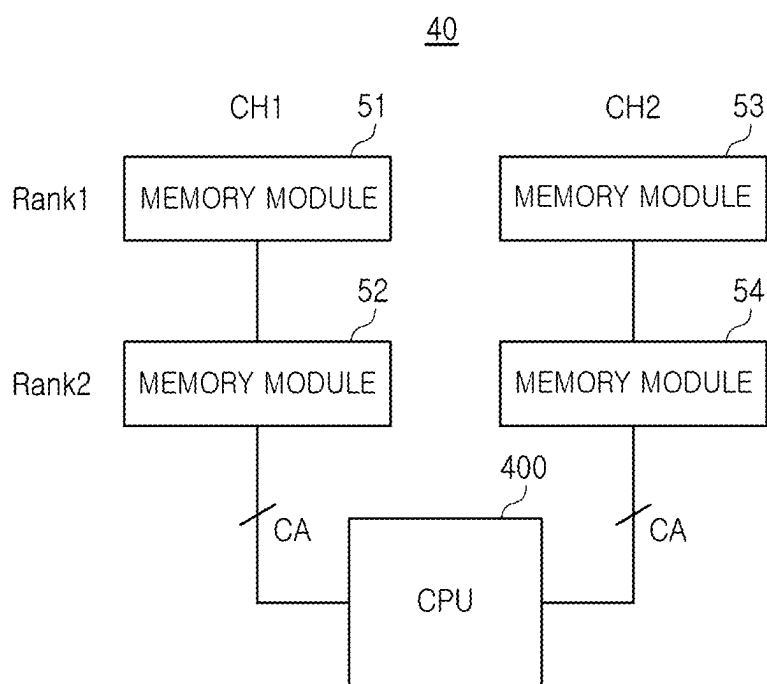 40
CH1 51 CH2 53
Rank1 MEMORY MODULE MEMORY MODULE
52 54
Rank2 MEMORY MODULE MEMORY MODULE
400
CA CA
CPU